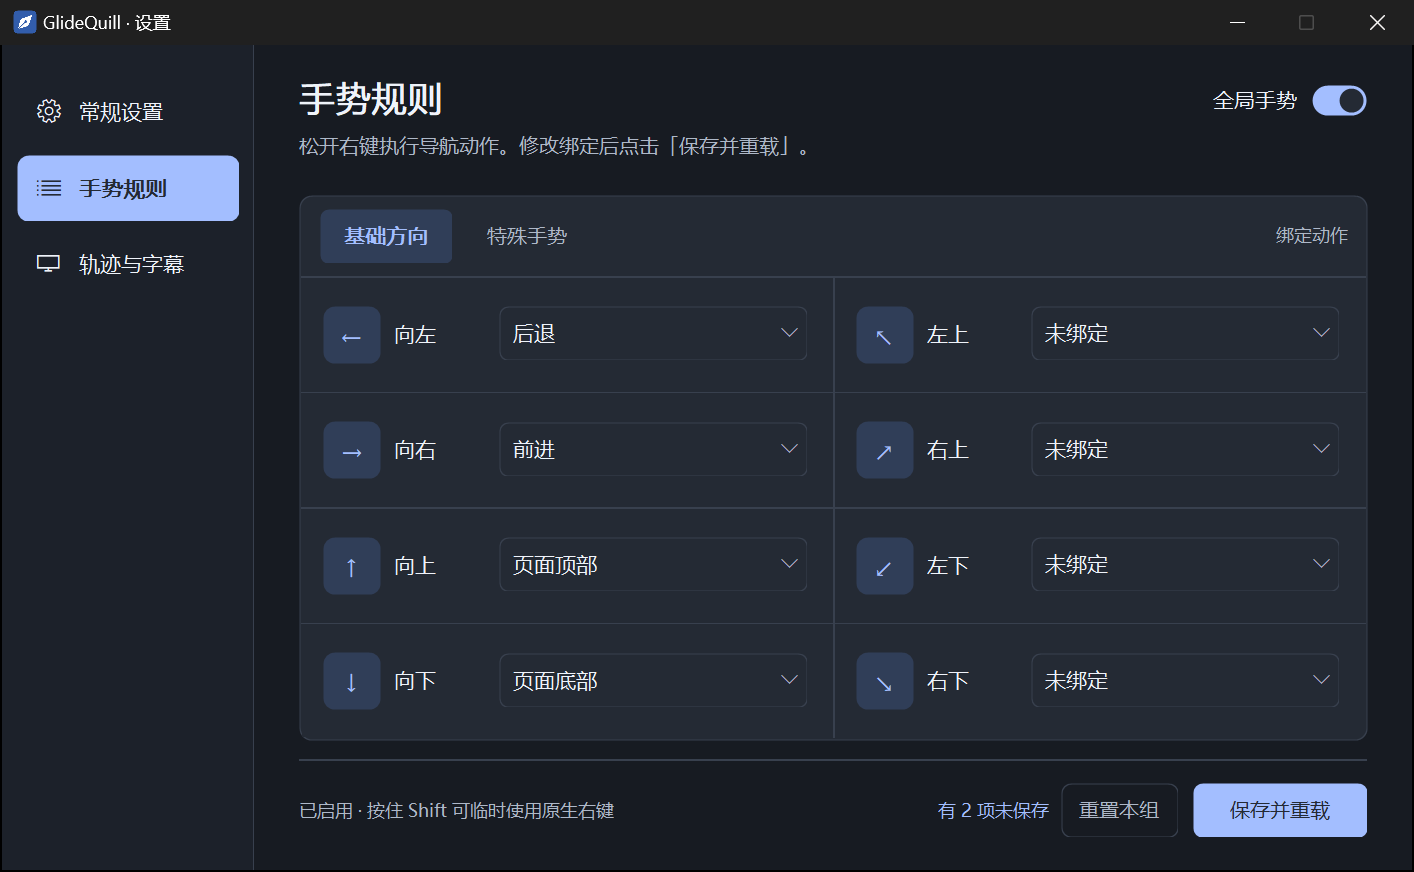 GlideQuill · 设置
常规设置
手势规则
轨迹与字幕
手势规则
全局手势
松开右键执行导航动作。修改绑定后点击「保存并重载」。
基础方向
特殊手势
绑定动作
← 向左 后退
↖ 左上 未绑定
→ 向右 前进
↗ 右上 未绑定
↑ 向上 页面顶部
↙ 左下 未绑定
↓ 向下 页面底部
↘ 右下 未绑定
已启用 · 按住 Shift 可临时使用原生右键
有 2 项未保存
重置本组
保存并重载